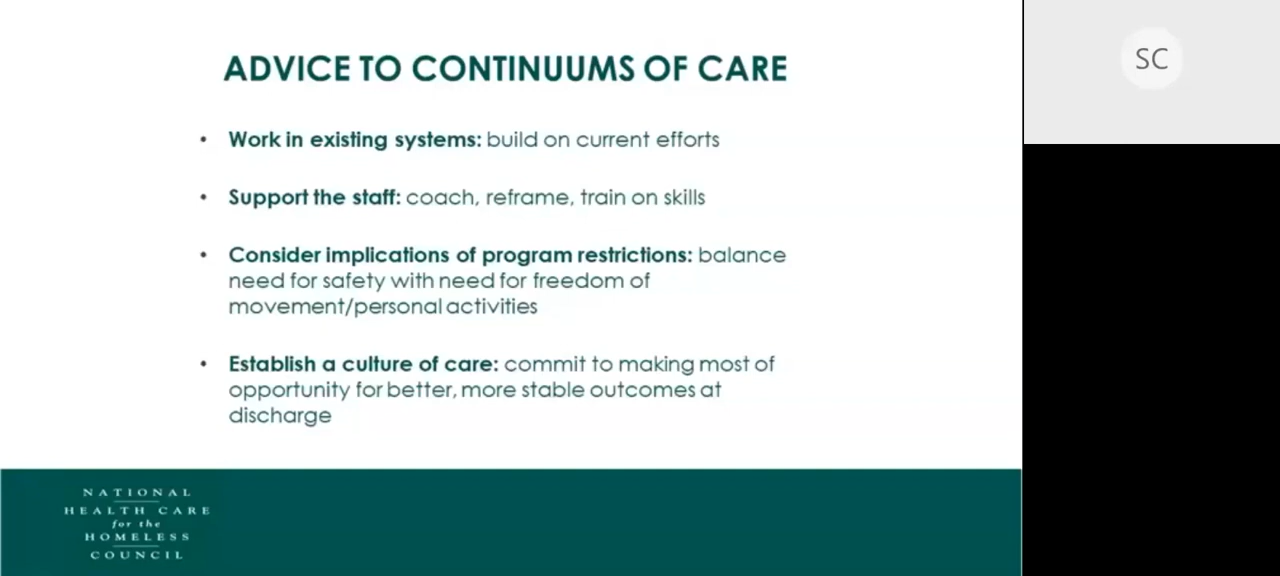 ADVICE TO CONTINUUMS OF CARE
SC
• Work in existing systems: build on current efforts
• Support the staff: coach, reframe, train on skills
• Consider implications of program restrictions: balance
need for safety with need for freedom of
movement/personal activities
• Establish a culture of care: commit to making most of
opportunity for better, more stable outcomes at
discharge
NATIONAL
HEALTH CARE
for the
HOMELESS
COUNCIL